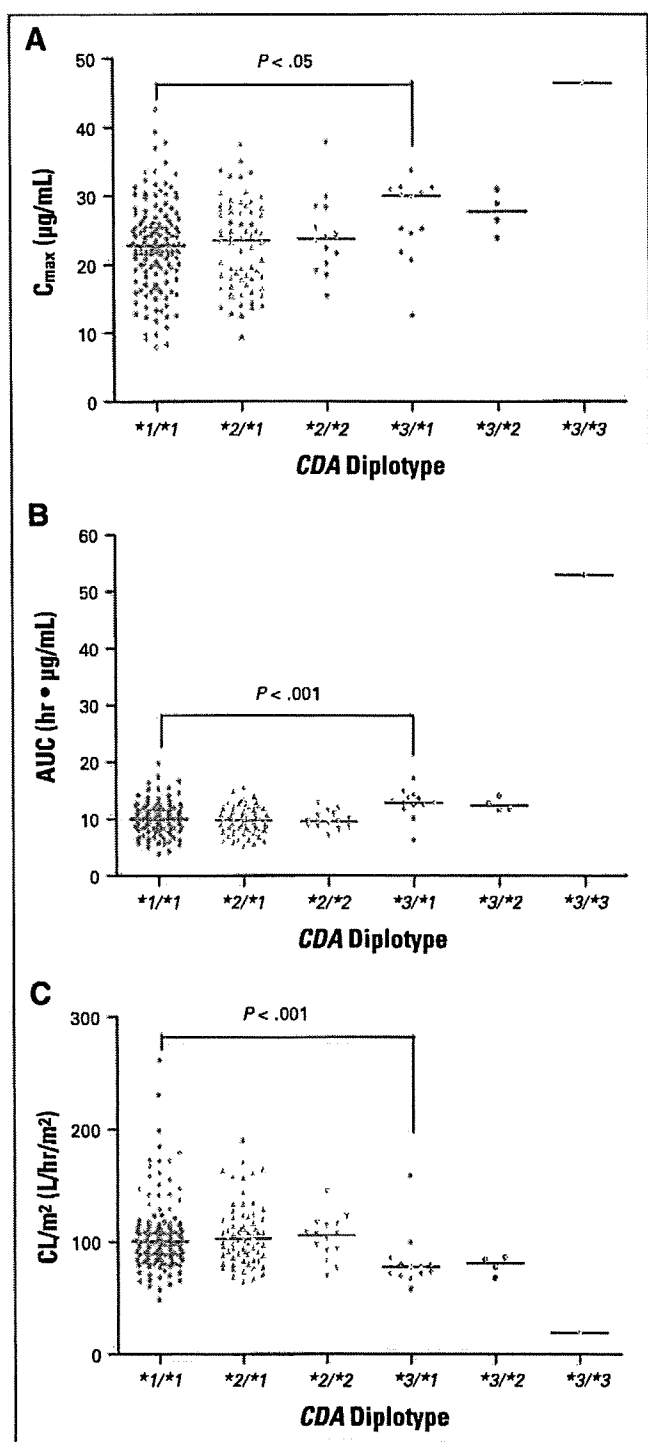 A
P < .05
50
40
30
20
10
0
Cmax (µg/mL)
*1/*1 *2/*1 *2/*2 *3/*1 *3/*2 *3/*3
CDA Diplotype
B
P < .001
60
50
40
30
20
10
0
AUC (hr • µg/mL)
*1/*1 *2/*1 *2/*2 *3/*1 *3/*2 *3/*3
CDA Diplotype
C
P < .001
300
200
100
0
CL/m² (L/hr/m²)
*1/*1 *2/*1 *2/*2 *3/*1 *3/*2 *3/*3
CDA Diplotype